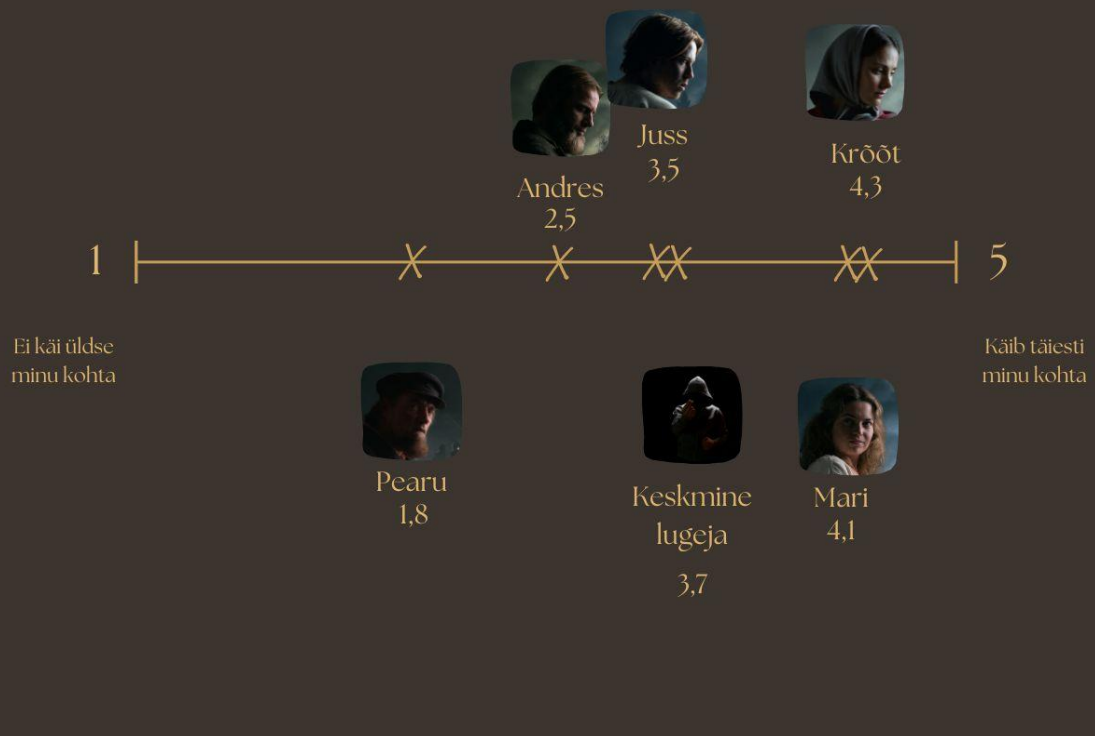 Juss
3,5
Krõõt
4,3
Andres
2,5
1
5
Ei käi üldse
minu kohta
Käib täiesti
minu kohta
Pearu
1,8
Keskmine
lugeja
3,7
Mari
4,1